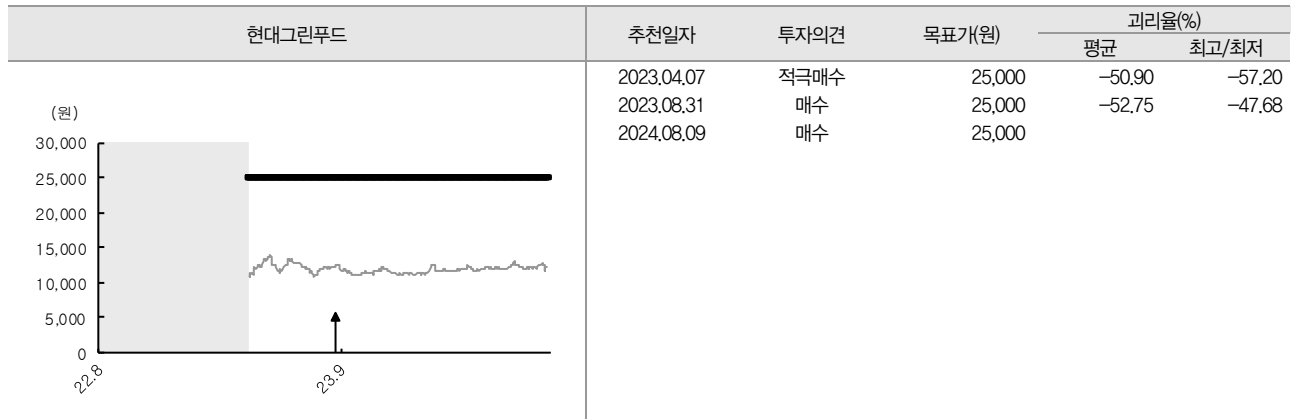 현대그린푸드 추천일자 투자의견 목표가(원) 괴리율(%)
평균 최고/최저
2023.04.07 적극매수 25,000 -50.90 -57.20
2023.08.31 매수 25,000 -52.75 -47.68
2024.08.09 매수 25,000
(원)
30,000
25,000
20,000
15,000
10,000
5,000
0
22.8 23.9